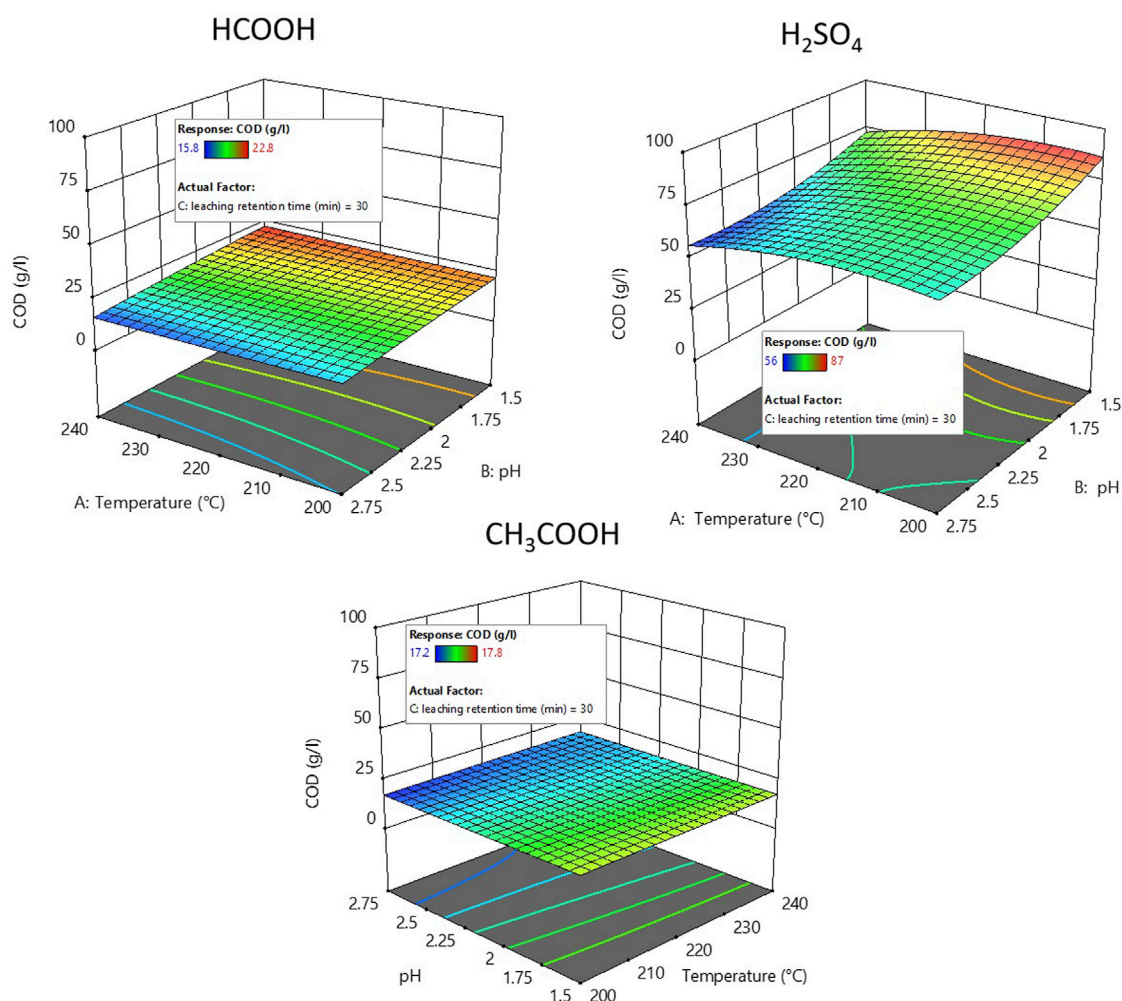 HCOOH
100
75
50
25
0
COD (g/l)
Response: COD (g/l)
15.8 22.8
Actual Factor:
C: leaching retention time (min) = 30
240
230
220
210
200
A: Temperature (°C)
1.5
1.75
2
2.25
2.5
2.75
B: pH
H₂SO₄
100
75
50
25
0
COD (g/l)
Response: COD (g/l)
56 87
Actual Factor:
C: leaching retention time (min) = 30
240
230
220
210
200
A: Temperature (°C)
1.5
1.75
2
2.25
2.5
2.75
B: pH
CH₃COOH
100
75
50
25
0
COD (g/l)
Response: COD (g/l)
17.2 17.8
Actual Factor:
C: leaching retention time (min) = 30
2.75
2.5
2.25
2
1.75
1.5
pH
240
230
220
210
200
Temperature (°C)